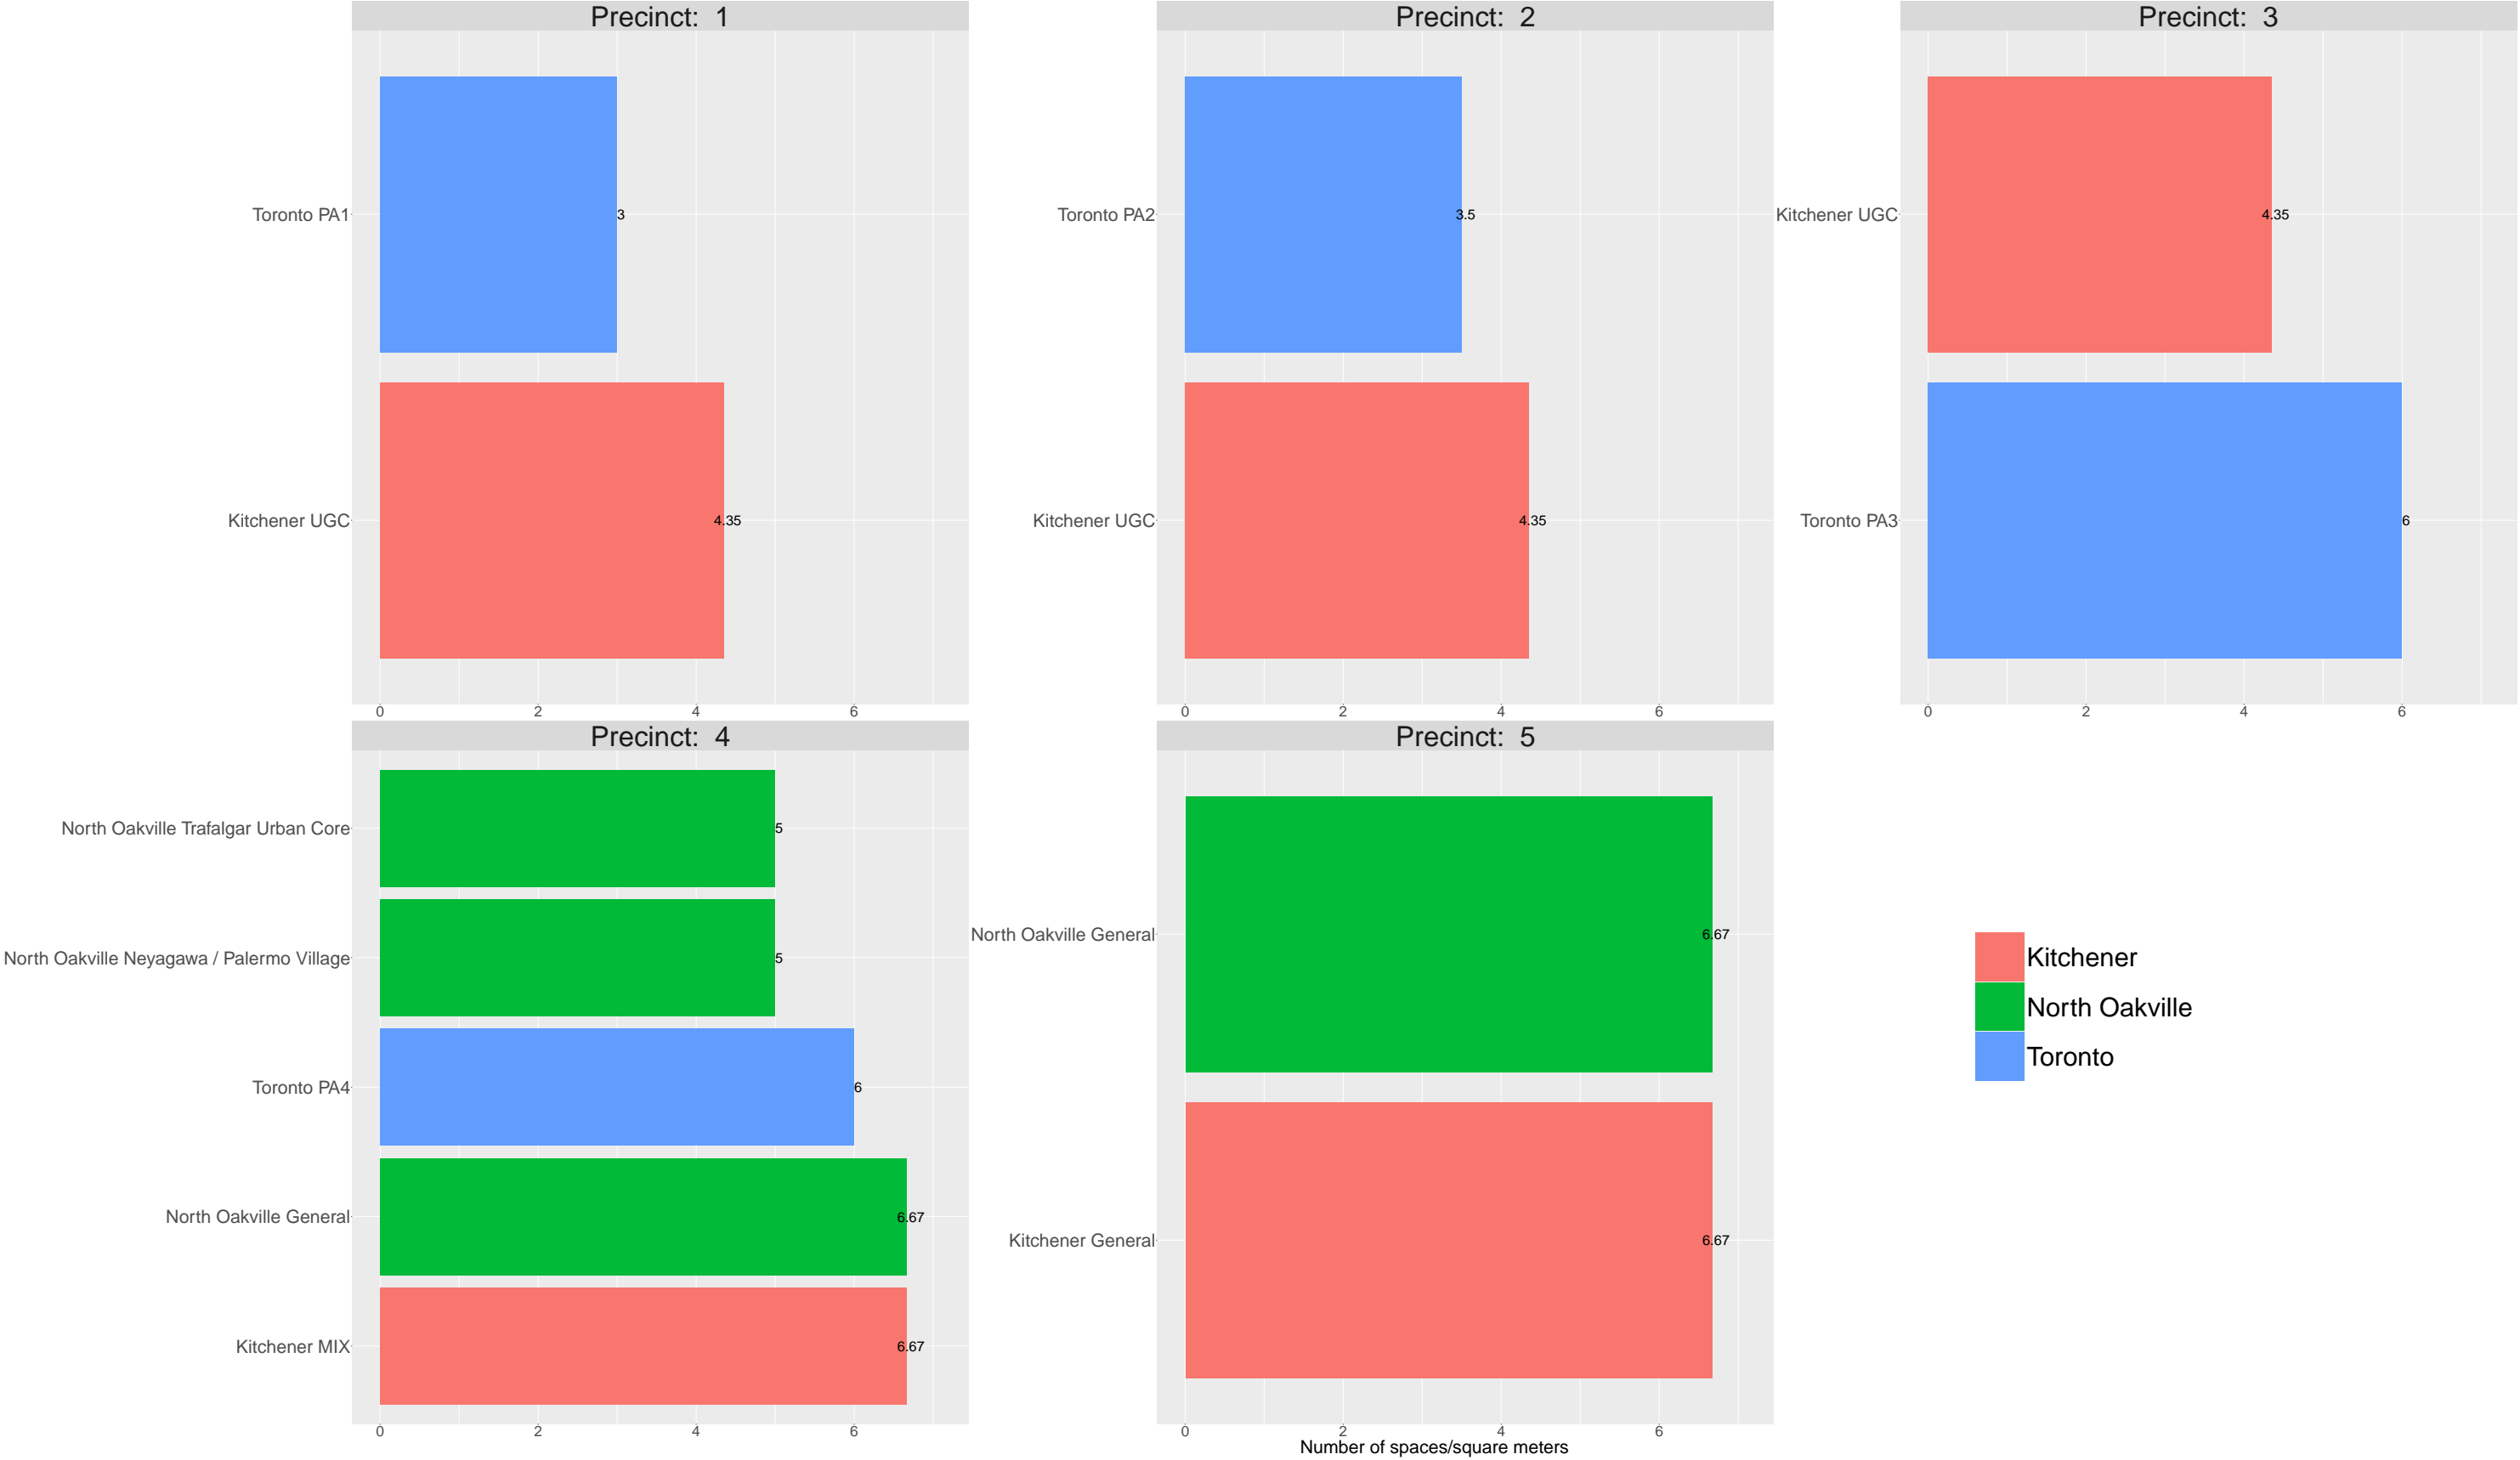 Precinct:  1
Toronto PA1
3
Kitchener UGC
4.35
0 2 4 6
Precinct:  2
Toronto PA2
3.5
Kitchener UGC
4.35
0 2 4 6
Precinct:  3
Kitchener UGC
4.35
Toronto PA3
6
0 2 4 6
Precinct:  4
North Oakville Trafalgar Urban Core
5
North Oakville Neyagawa / Palermo Village
5
Toronto PA4
6
North Oakville General
6.67
Kitchener MIX
6.67
0 2 4 6
Precinct:  5
North Oakville General
6.67
Kitchener General
6.67
0 2 4 6
Number of spaces/square meters
Kitchener
North Oakville
Toronto